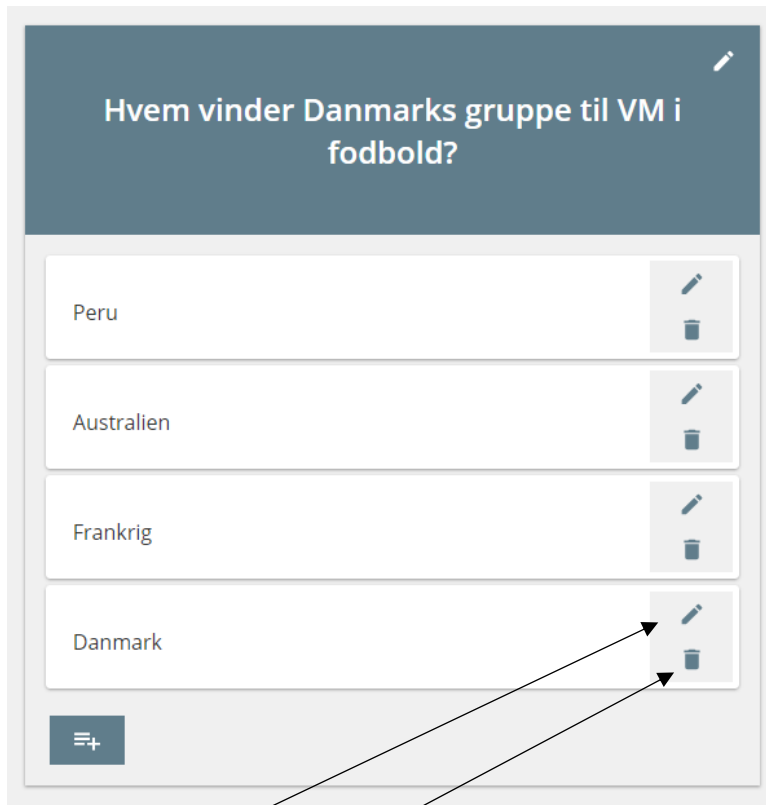 Hvem vinder Danmarks gruppe til VM i
fodbold?
Peru
Australien
Frankrig
Danmark